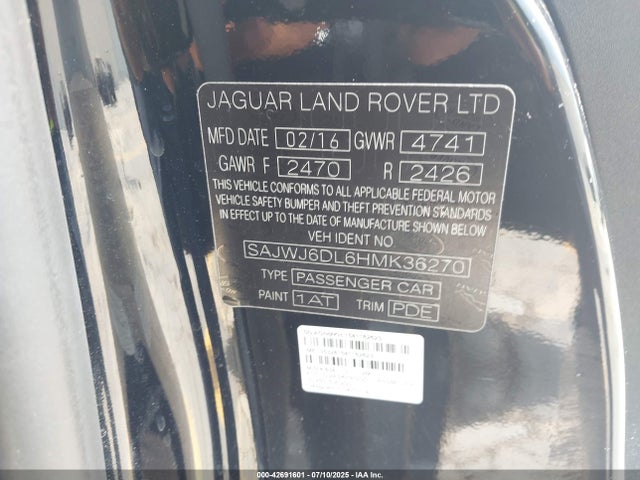 JAGUAR LAND ROVER LTD
MFD DATE 02/16 GVWR 4741
GAWR F 2470 R 2426
THIS VEHICLE CONFORMS TO ALL APPLICABLE FEDERAL MOTOR
VEHICLE SAFETY BUMPER AND THEFT PREVENTION STANDARDS
IN EFFECT UP TO THE DATE OF MANUFACTURE SHOWN ABOVE
VEH IDENT NO
SAJWJ6DL6HMK36270
TYPE PASSENGER CAR
PAINT 1AT TRIM PDE
000-42691601 - 07/10/2025 - IAA Inc.